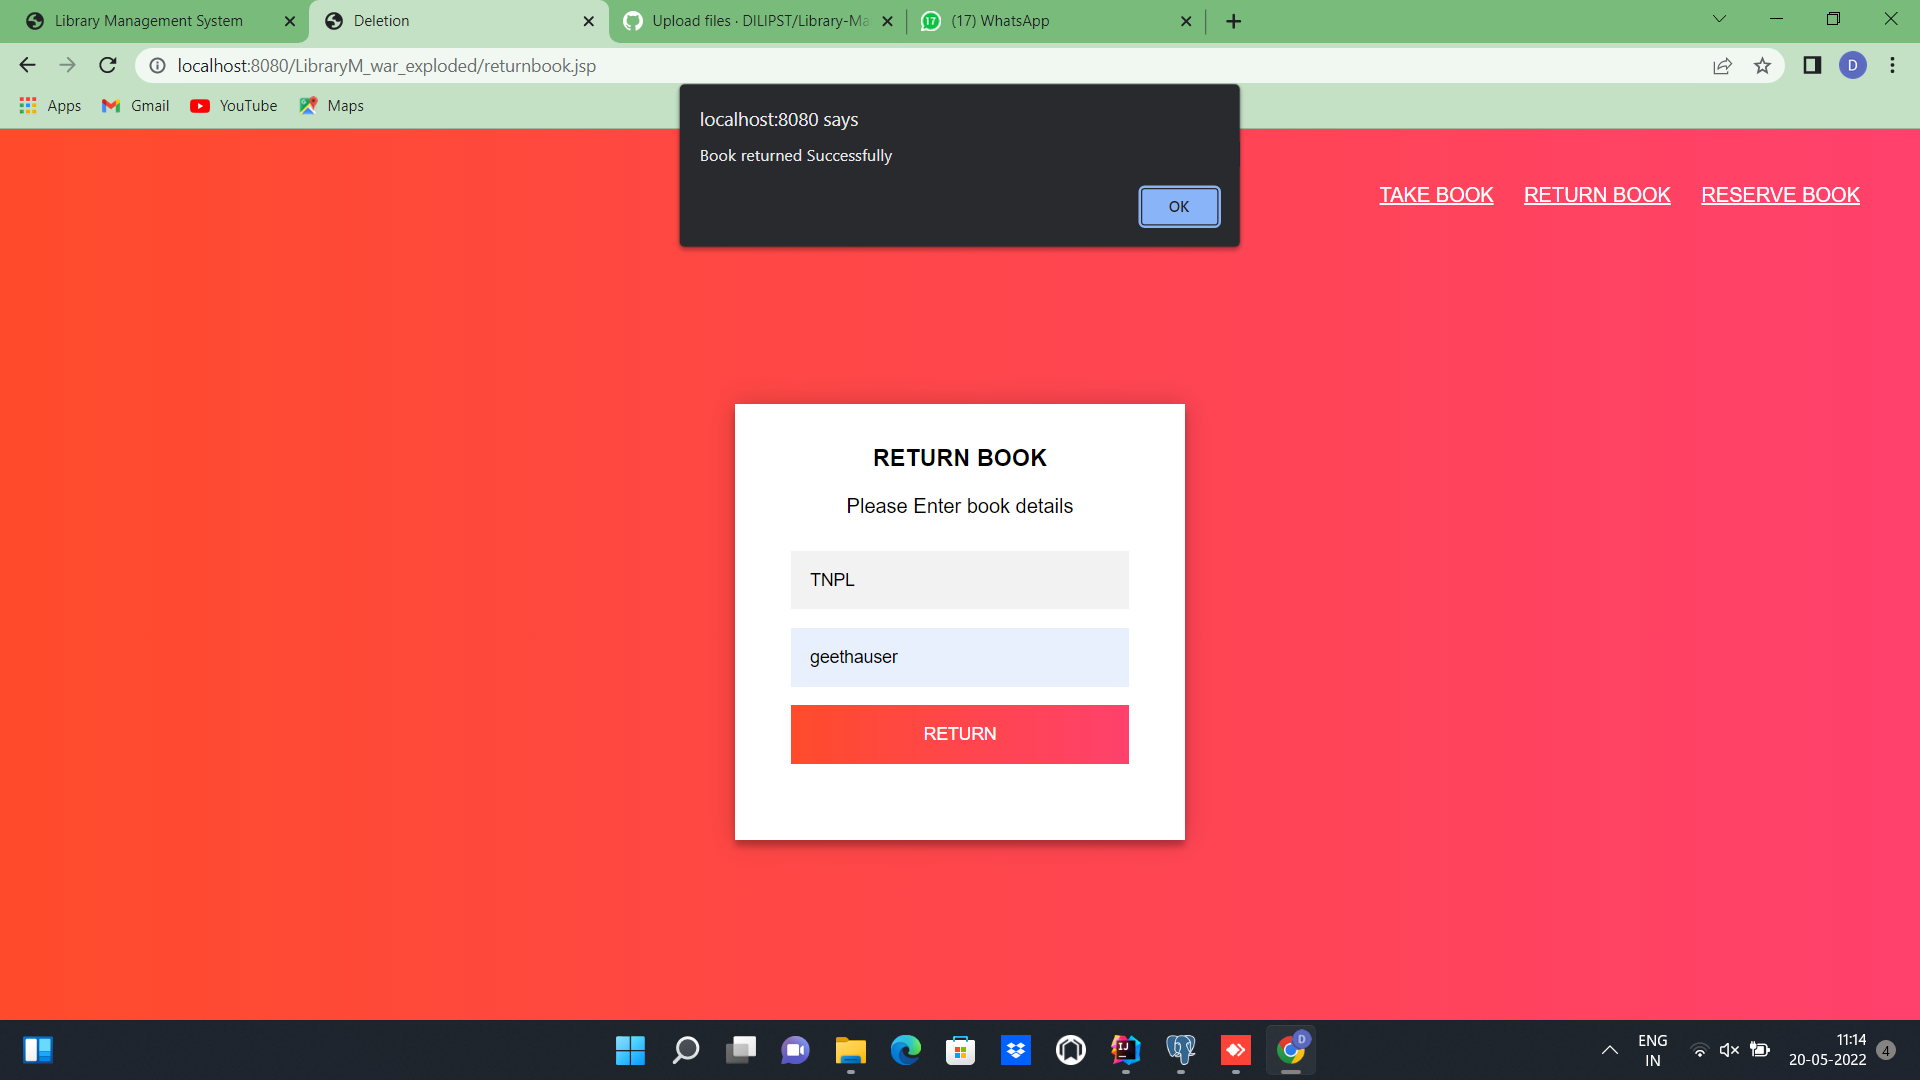 Library Management System
Deletion
Upload files · DILIPST/Library-Ma
(17) WhatsApp
localhost:8080/LibraryM_war_exploded/returnbook.jsp
D
Apps
Gmail
YouTube
Maps
localhost:8080 says
Book returned Successfully
OK
TAKE BOOK
RETURN BOOK
RESERVE BOOK
RETURN BOOK
Please Enter book details
TNPL
geethauser
RETURN
IJ
D
ENG
IN
11:14
20-05-2022
4